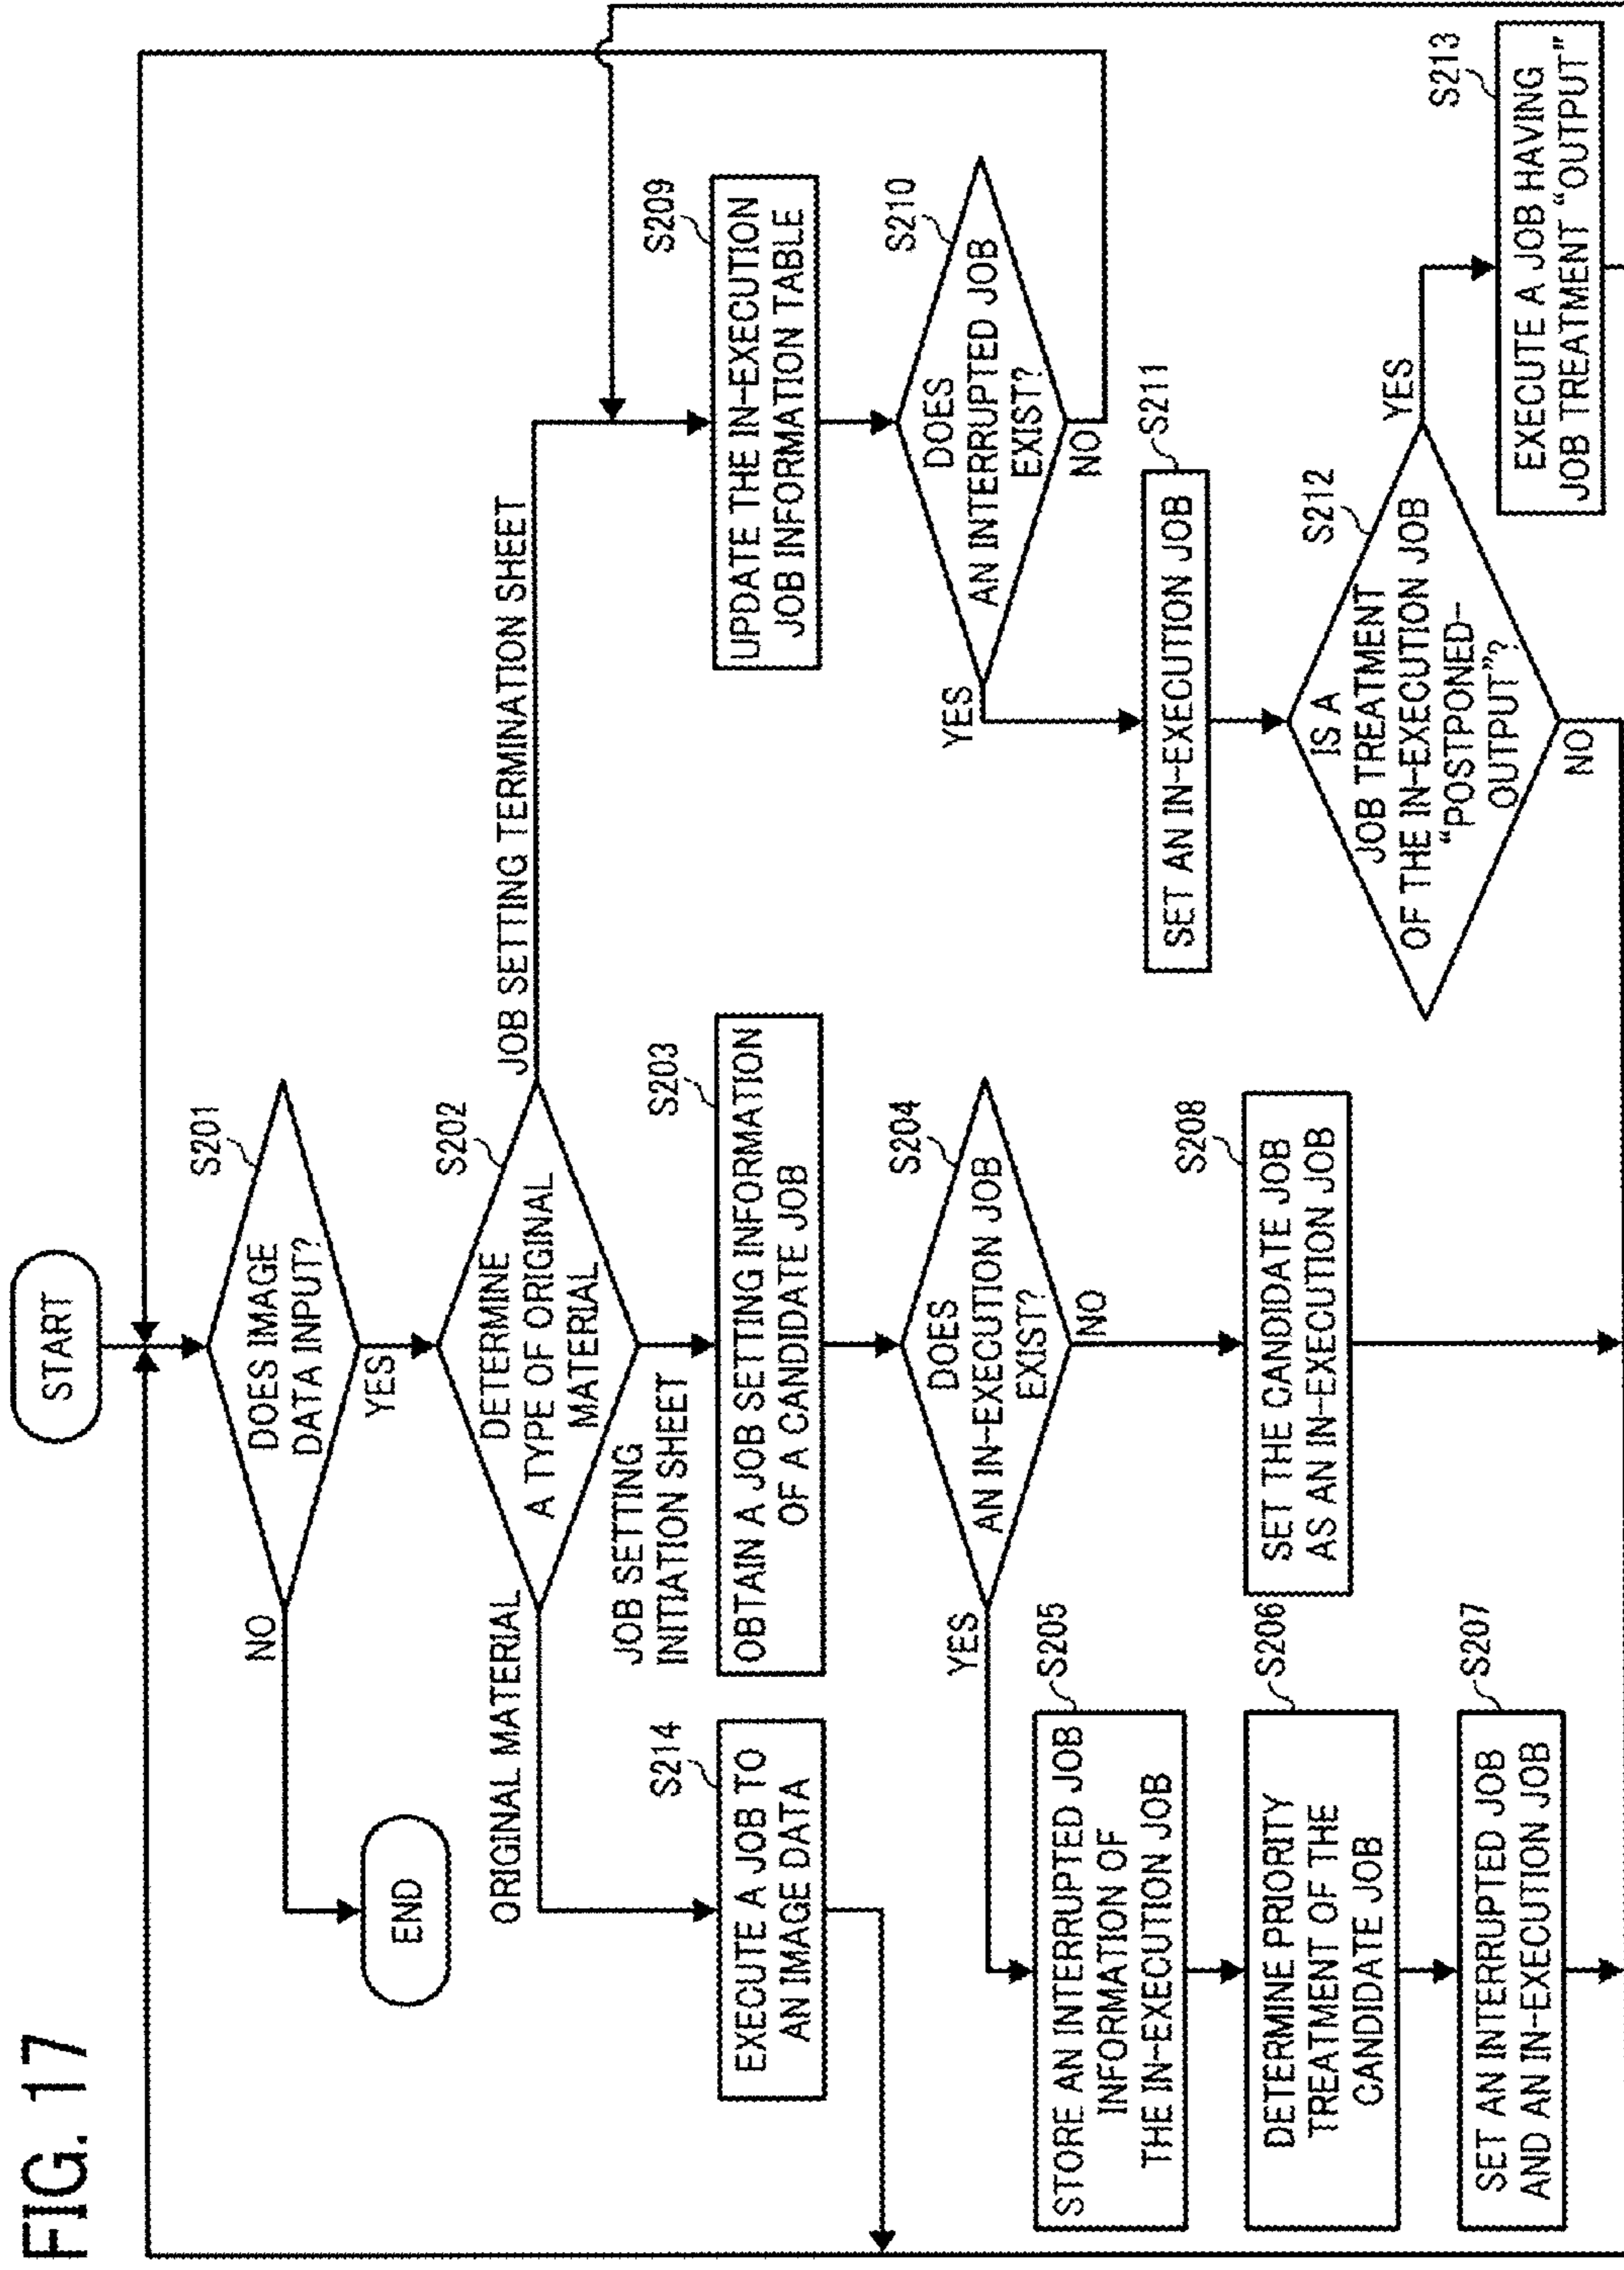 FIG. 17
START
S201
DOES IMAGE
DATA INPUT?
NO
YES
END
S202
DETERMINE
A TYPE OF ORIGINAL
MATERIAL
ORIGINAL MATERIAL
JOB SETTING
INITIATION SHEET
JOB SETTING TERMINATION SHEET
S214
EXECUTE A JOB TO
AN IMAGE DATA
S203
OBTAIN A JOB SETTING INFORMATION
OF A CANDIDATE JOB
S209
UPDATE THE IN-EXECUTION
JOB INFORMATION TABLE
S204
DOES
AN IN-EXECUTION JOB
EXIST?
YES
NO
S210
DOES
AN INTERRUPTED JOB
EXIST?
YES
NO
S205
STORE AN INTERRUPTED JOB
INFORMATION OF
THE IN-EXECUTION JOB
S208
SET THE CANDIDATE JOB
AS AN IN-EXECUTION JOB
S211
SET AN IN-EXECUTION JOB
S206
DETERMINE PRIORITY
TREATMENT OF THE
CANDIDATE JOB
S212
IS A
JOB TREATMENT
OF THE IN-EXECUTION JOB
“POSTPONED-
OUTPUT”?
YES
NO
S207
SET AN INTERRUPTED JOB
AND AN IN-EXECUTION JOB
S213
EXECUTE A JOB HAVING
JOB TREATMENT “OUTPUT”